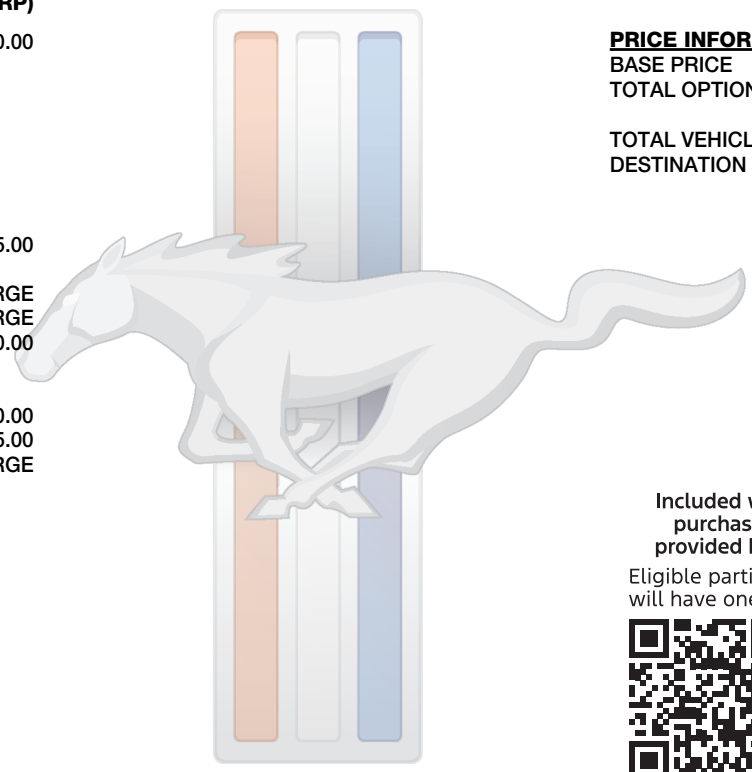 RP)
0.00
5.00
RGE
RGE
0.00
0.00
5.00
RGE
PRICE INFOR
BASE PRICE
TOTAL OPTION
TOTAL VEHICL
DESTINATION
Included
purchas
provided
Eligible parti
will have one